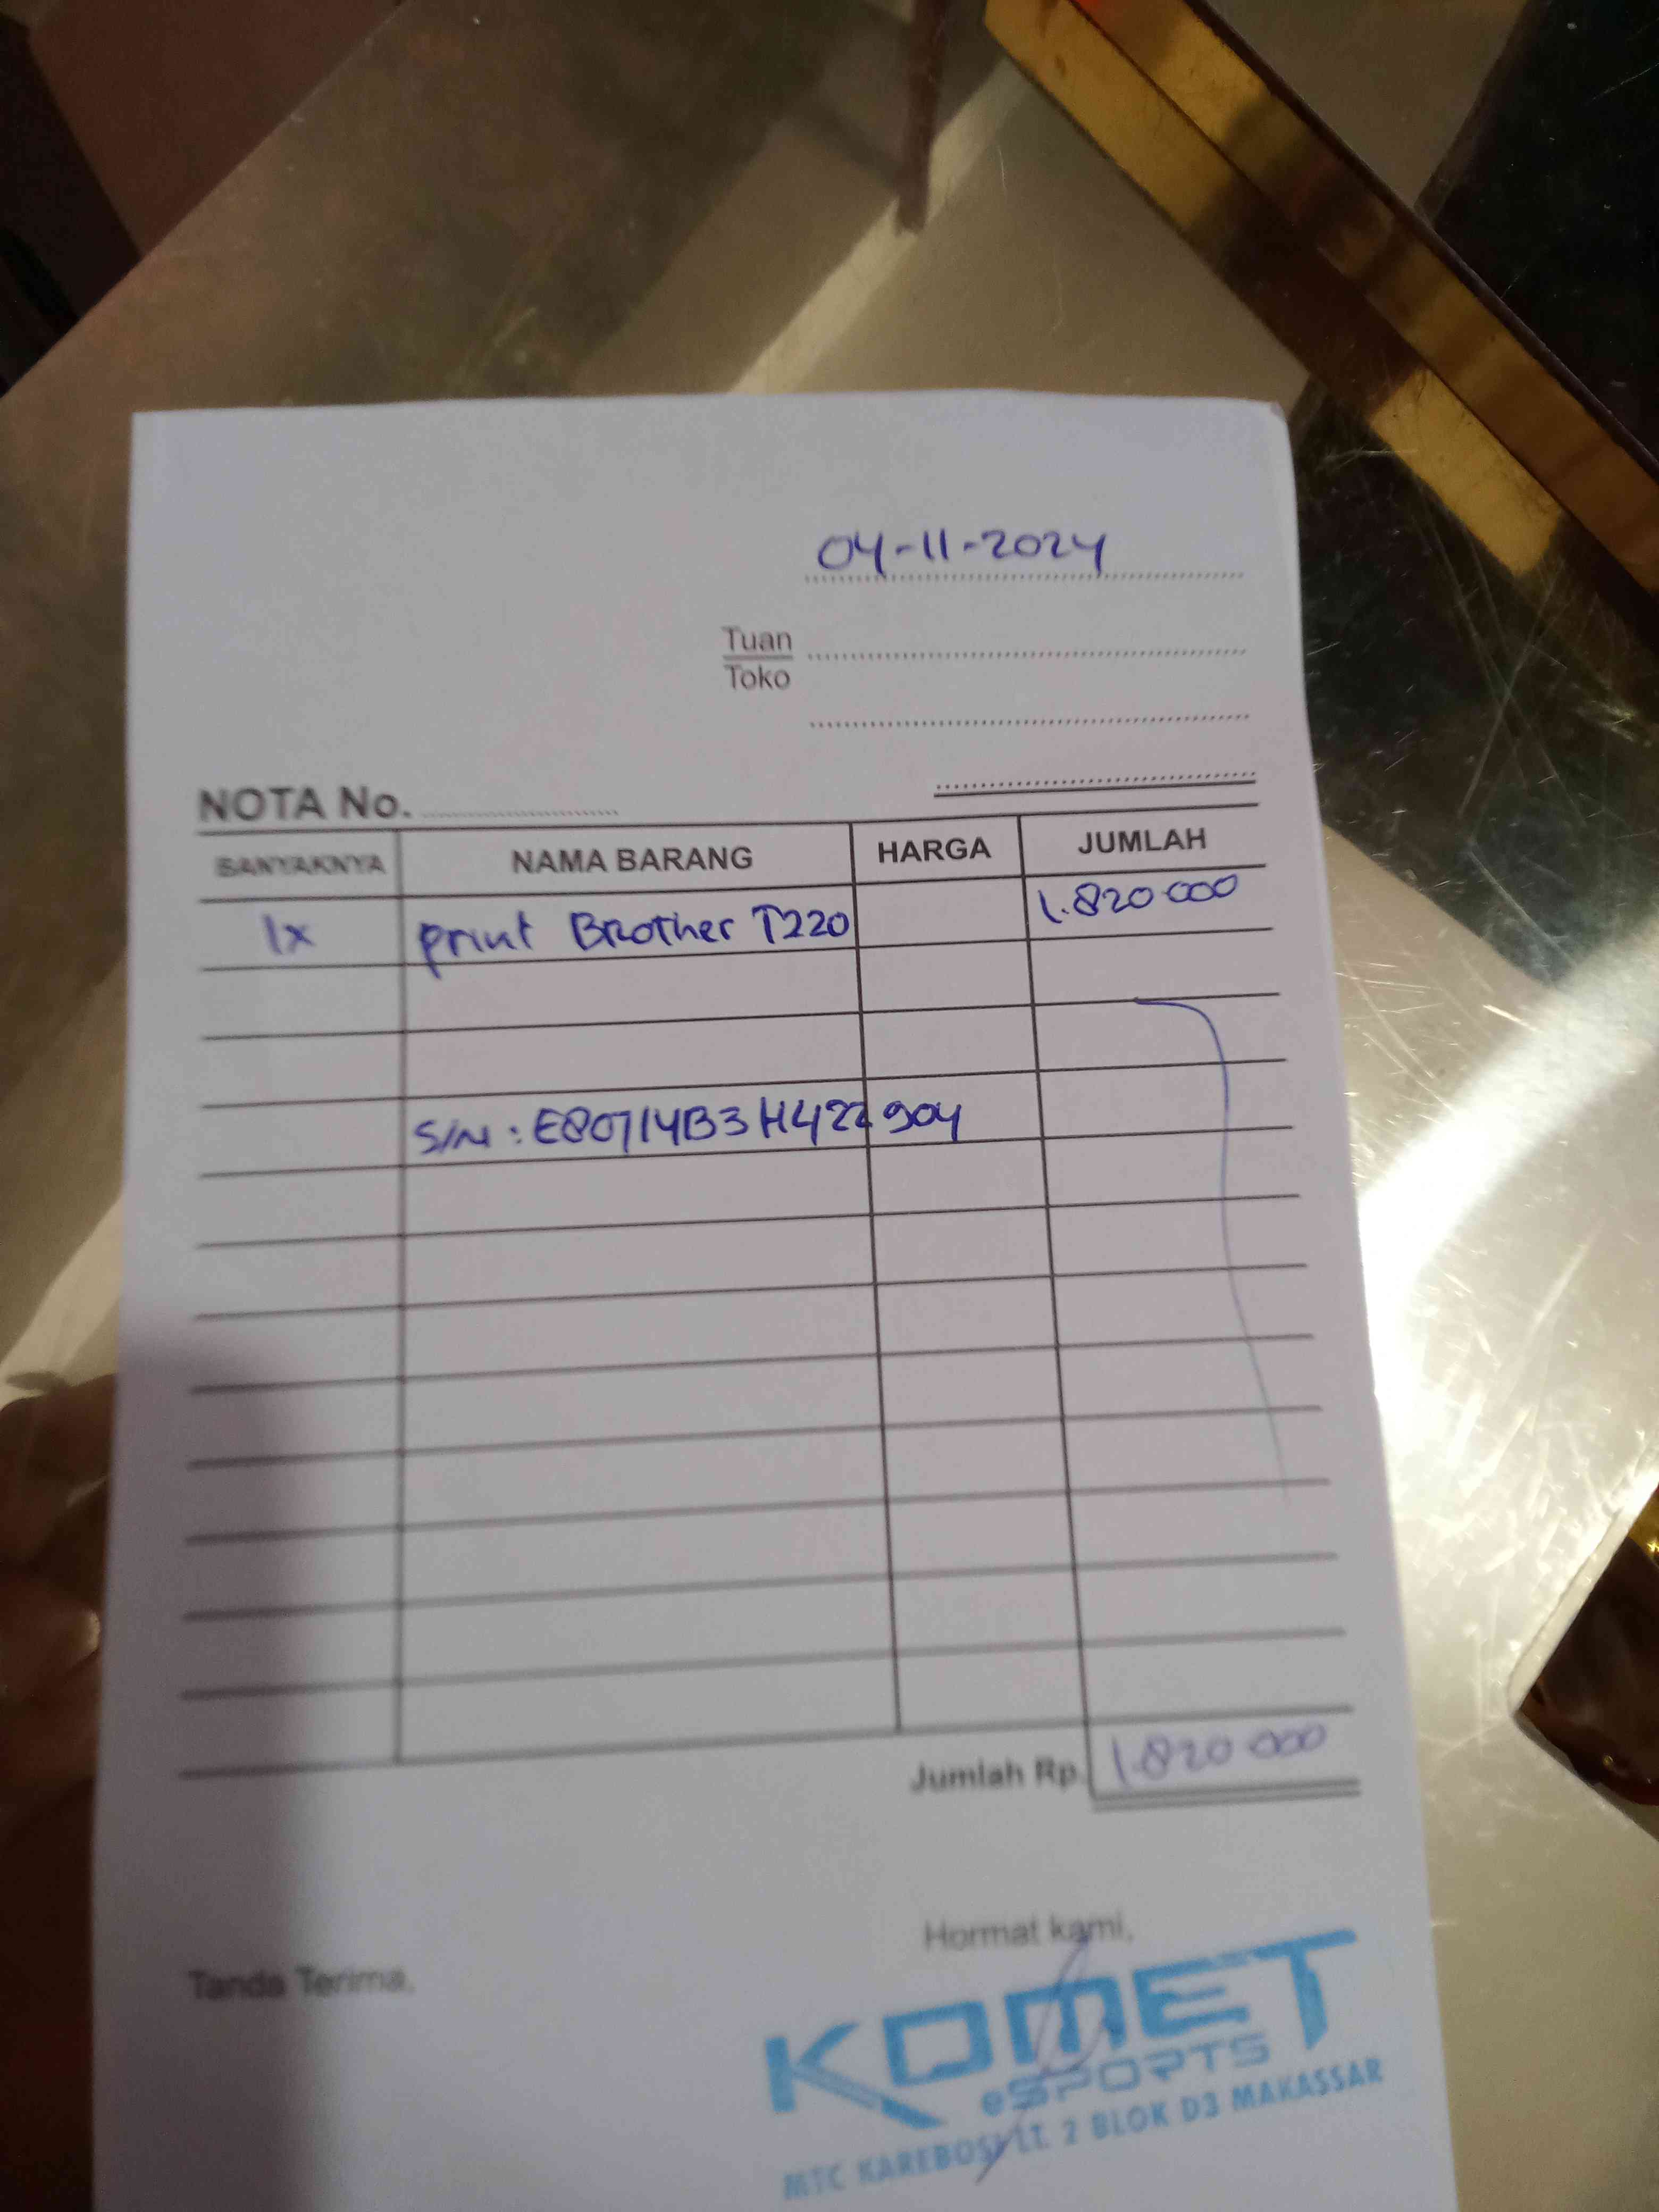 04-11-2024
Tuan
Toko
NOTA No.
BANYAKNYA NAMA BARANG HARGA JUMLAH
1x print Brother T220 1.820.000
S/N : E80714B3H422904
Jumlah Rp. 1.820.000
Hormat kami,
Tanda Terima,
KOMET
eSPORTS
MTC KAREBOSI LT. 2 BLOK D3 MAKASSAR